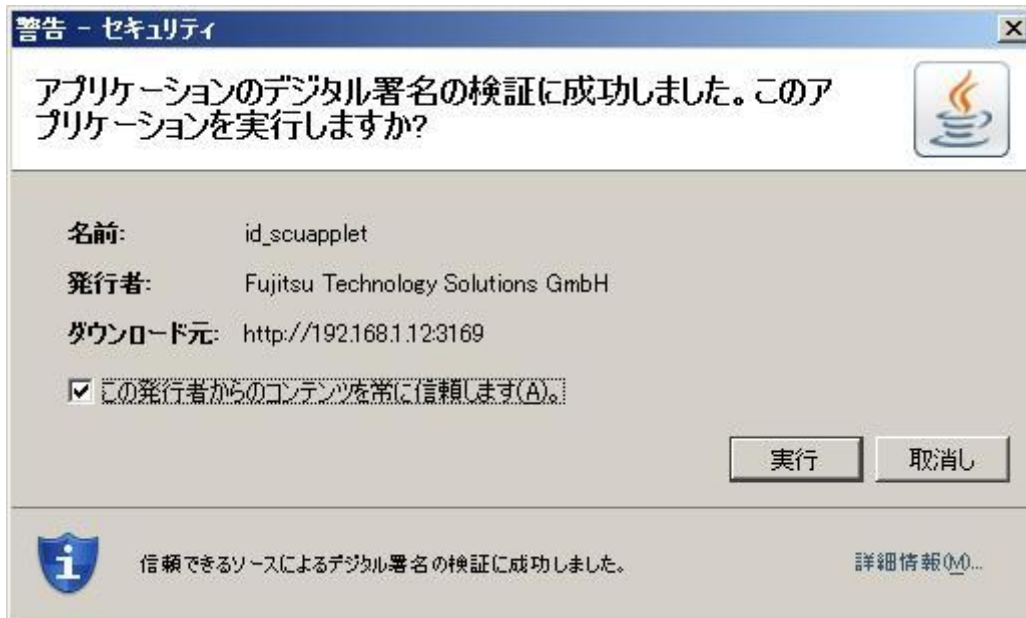 警告 - セキュリティ
アプリケーションのデジタル署名の検証に成功しました。このア
プリケーションを実行しますか?
名前: id_scuapplet
発行者: Fujitsu Technology Solutions GmbH
ダウンロード元: http://192.168.1.12:3169
この発行者からのコンテンツを常に信頼します(A)。
実行 取消し
信頼できるソースによるデジタル署名の検証に成功しました。 詳細情報(M)...